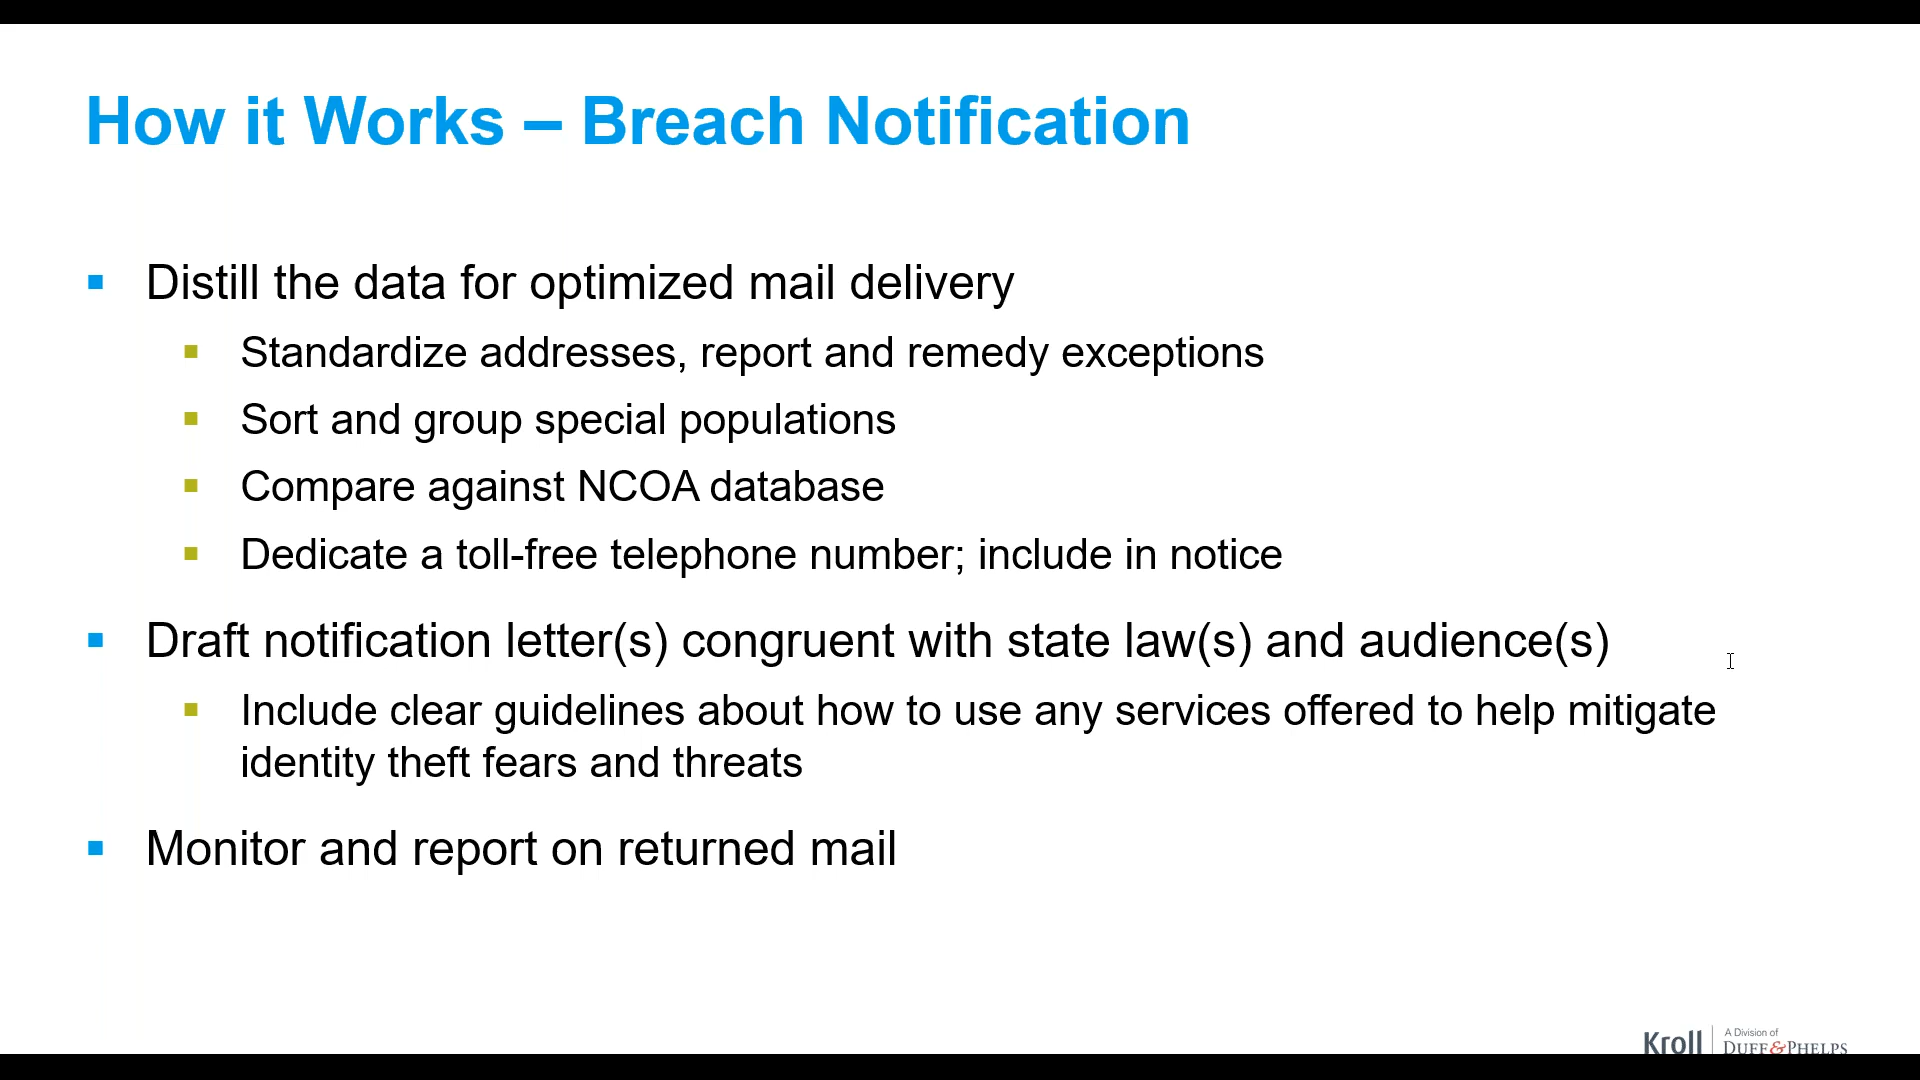 How it Works – Breach Notification
Distill the data for optimized mail delivery
Standardize addresses, report and remedy exceptions
Sort and group special populations
Compare against NCOA database
Dedicate a toll-free telephone number; include in notice
Draft notification letter(s) congruent with state law(s) and audience(s)
Include clear guidelines about how to use any services offered to help mitigate
identity theft fears and threats
Monitor and report on returned mail
Kroll
A Division of
DUFF&PHELPS